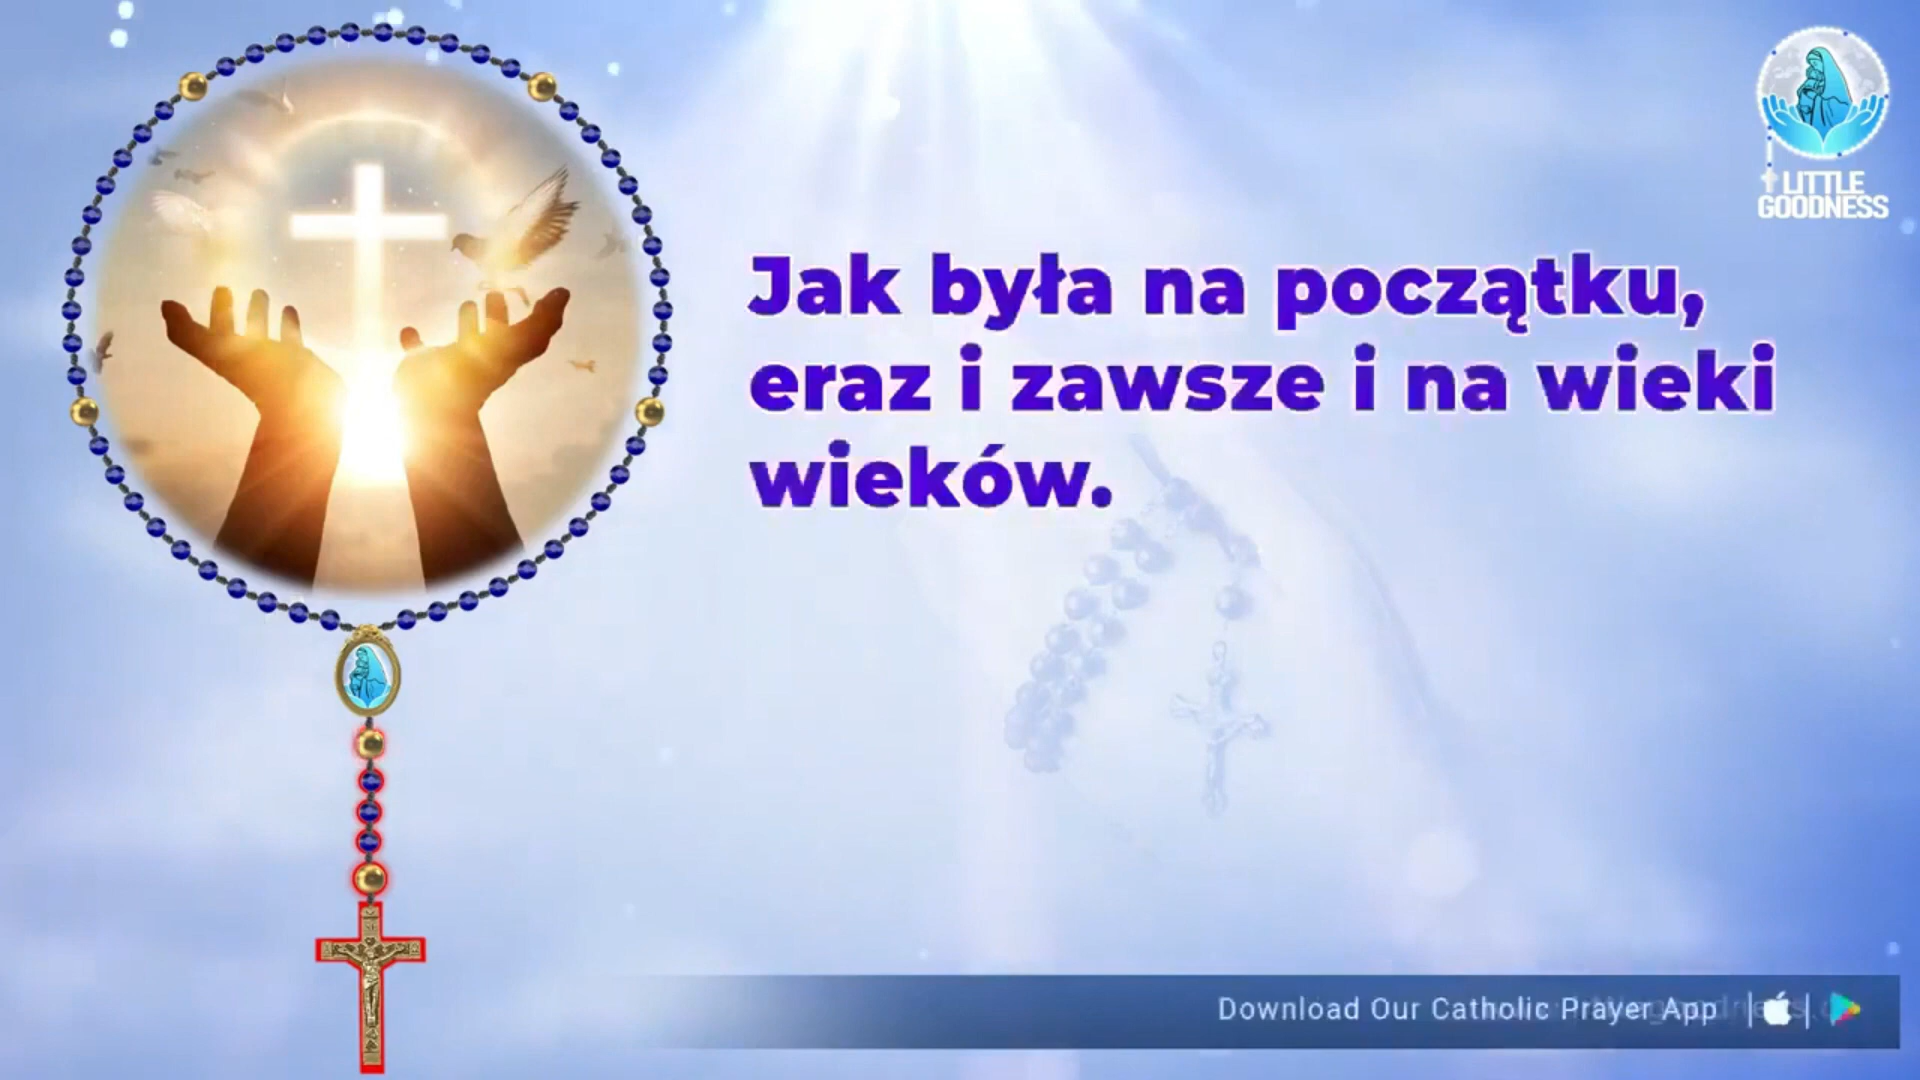 LITTLE
GOODNESS
Jak była na początku,
eraz i zawsze i na wieki
wieków.
Download Our Catholic Prayer App